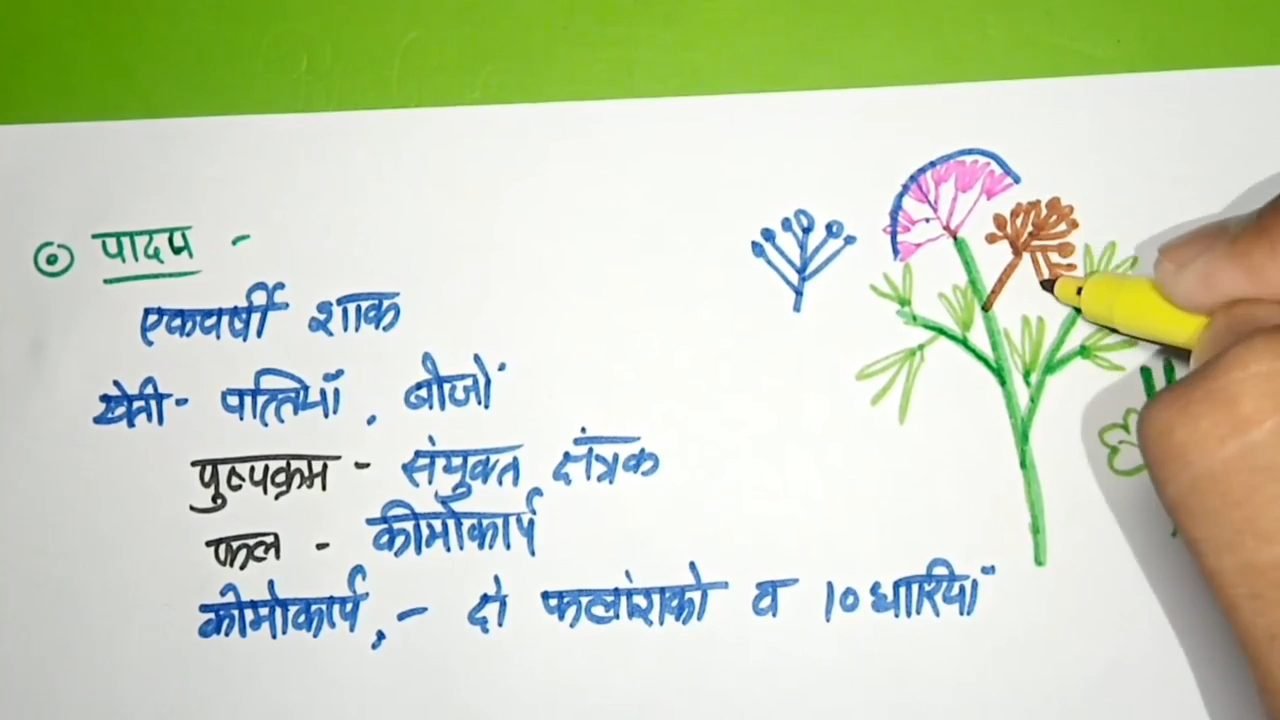 पादप -
एकवर्षी शाक
खेती - पत्तियाँ, बीजों
पुष्पक्रम - संयुक्त छत्रक
फल - क्रीमोकार्प
क्रीमोकार्प, - दो फलांशको व 10 धारियां